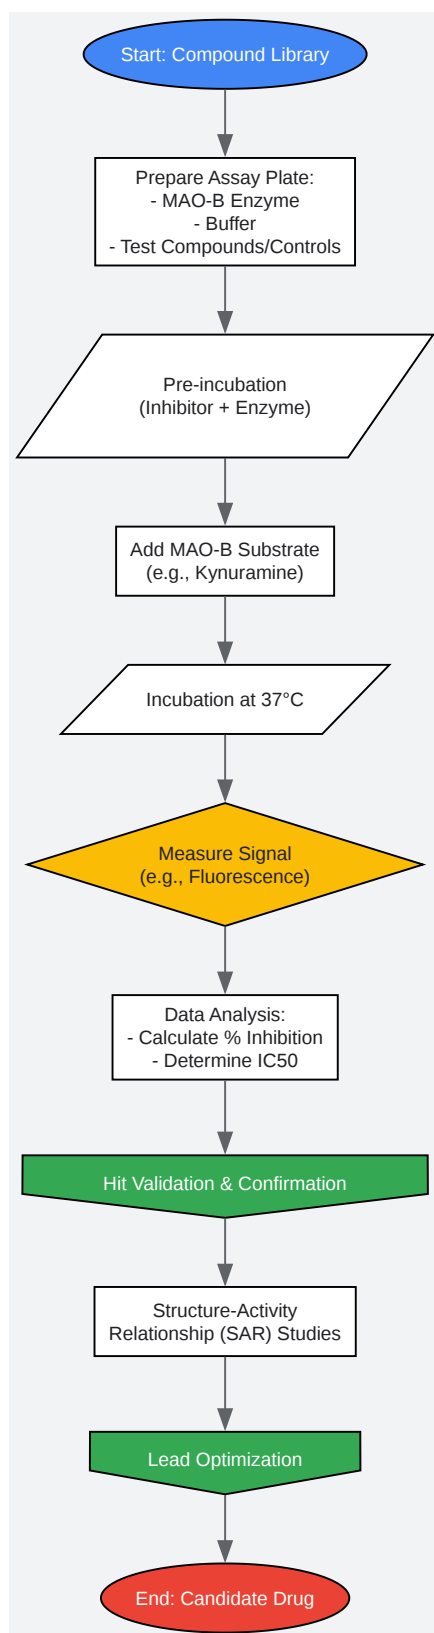 Start: Compound Library
Prepare Assay Plate:
- MAO-B Enzyme
- Buffer
- Test Compounds/Controls
Pre-incubation
(Inhibitor + Enzyme)
Add MAO-B Substrate
(e.g., Kynuramine)
Incubation at 37°C
Measure Signal
(e.g., Fluorescence)
Data Analysis:
- Calculate % Inhibition
- Determine IC50
Hit Validation & Confirmation
Structure-Activity
Relationship (SAR) Studies
Lead Optimization
End: Candidate Drug